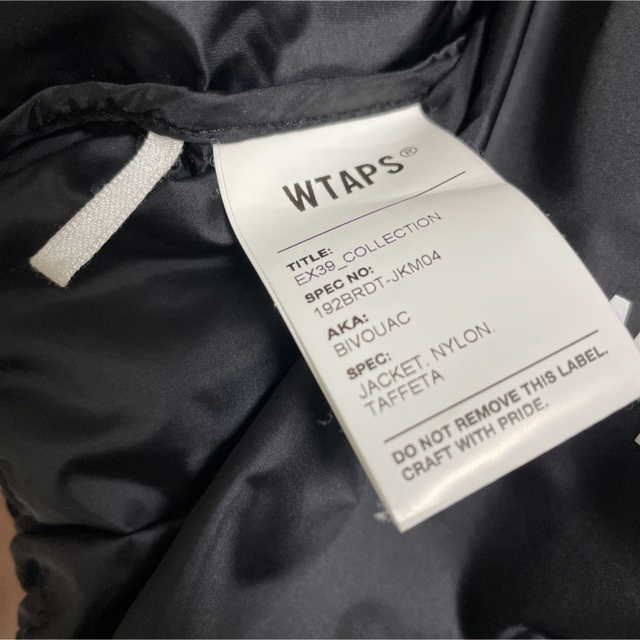 WTAPS®
TITLE:
EX39_COLLECTION
SPEC NO:
192BRDT-JKM04
AKA:
BIVOUAC
SPEC:
JACKET. NYLON.
TAFFETA
DO NOT REMOVE THIS LABEL.
CRAFT WITH PRIDE.